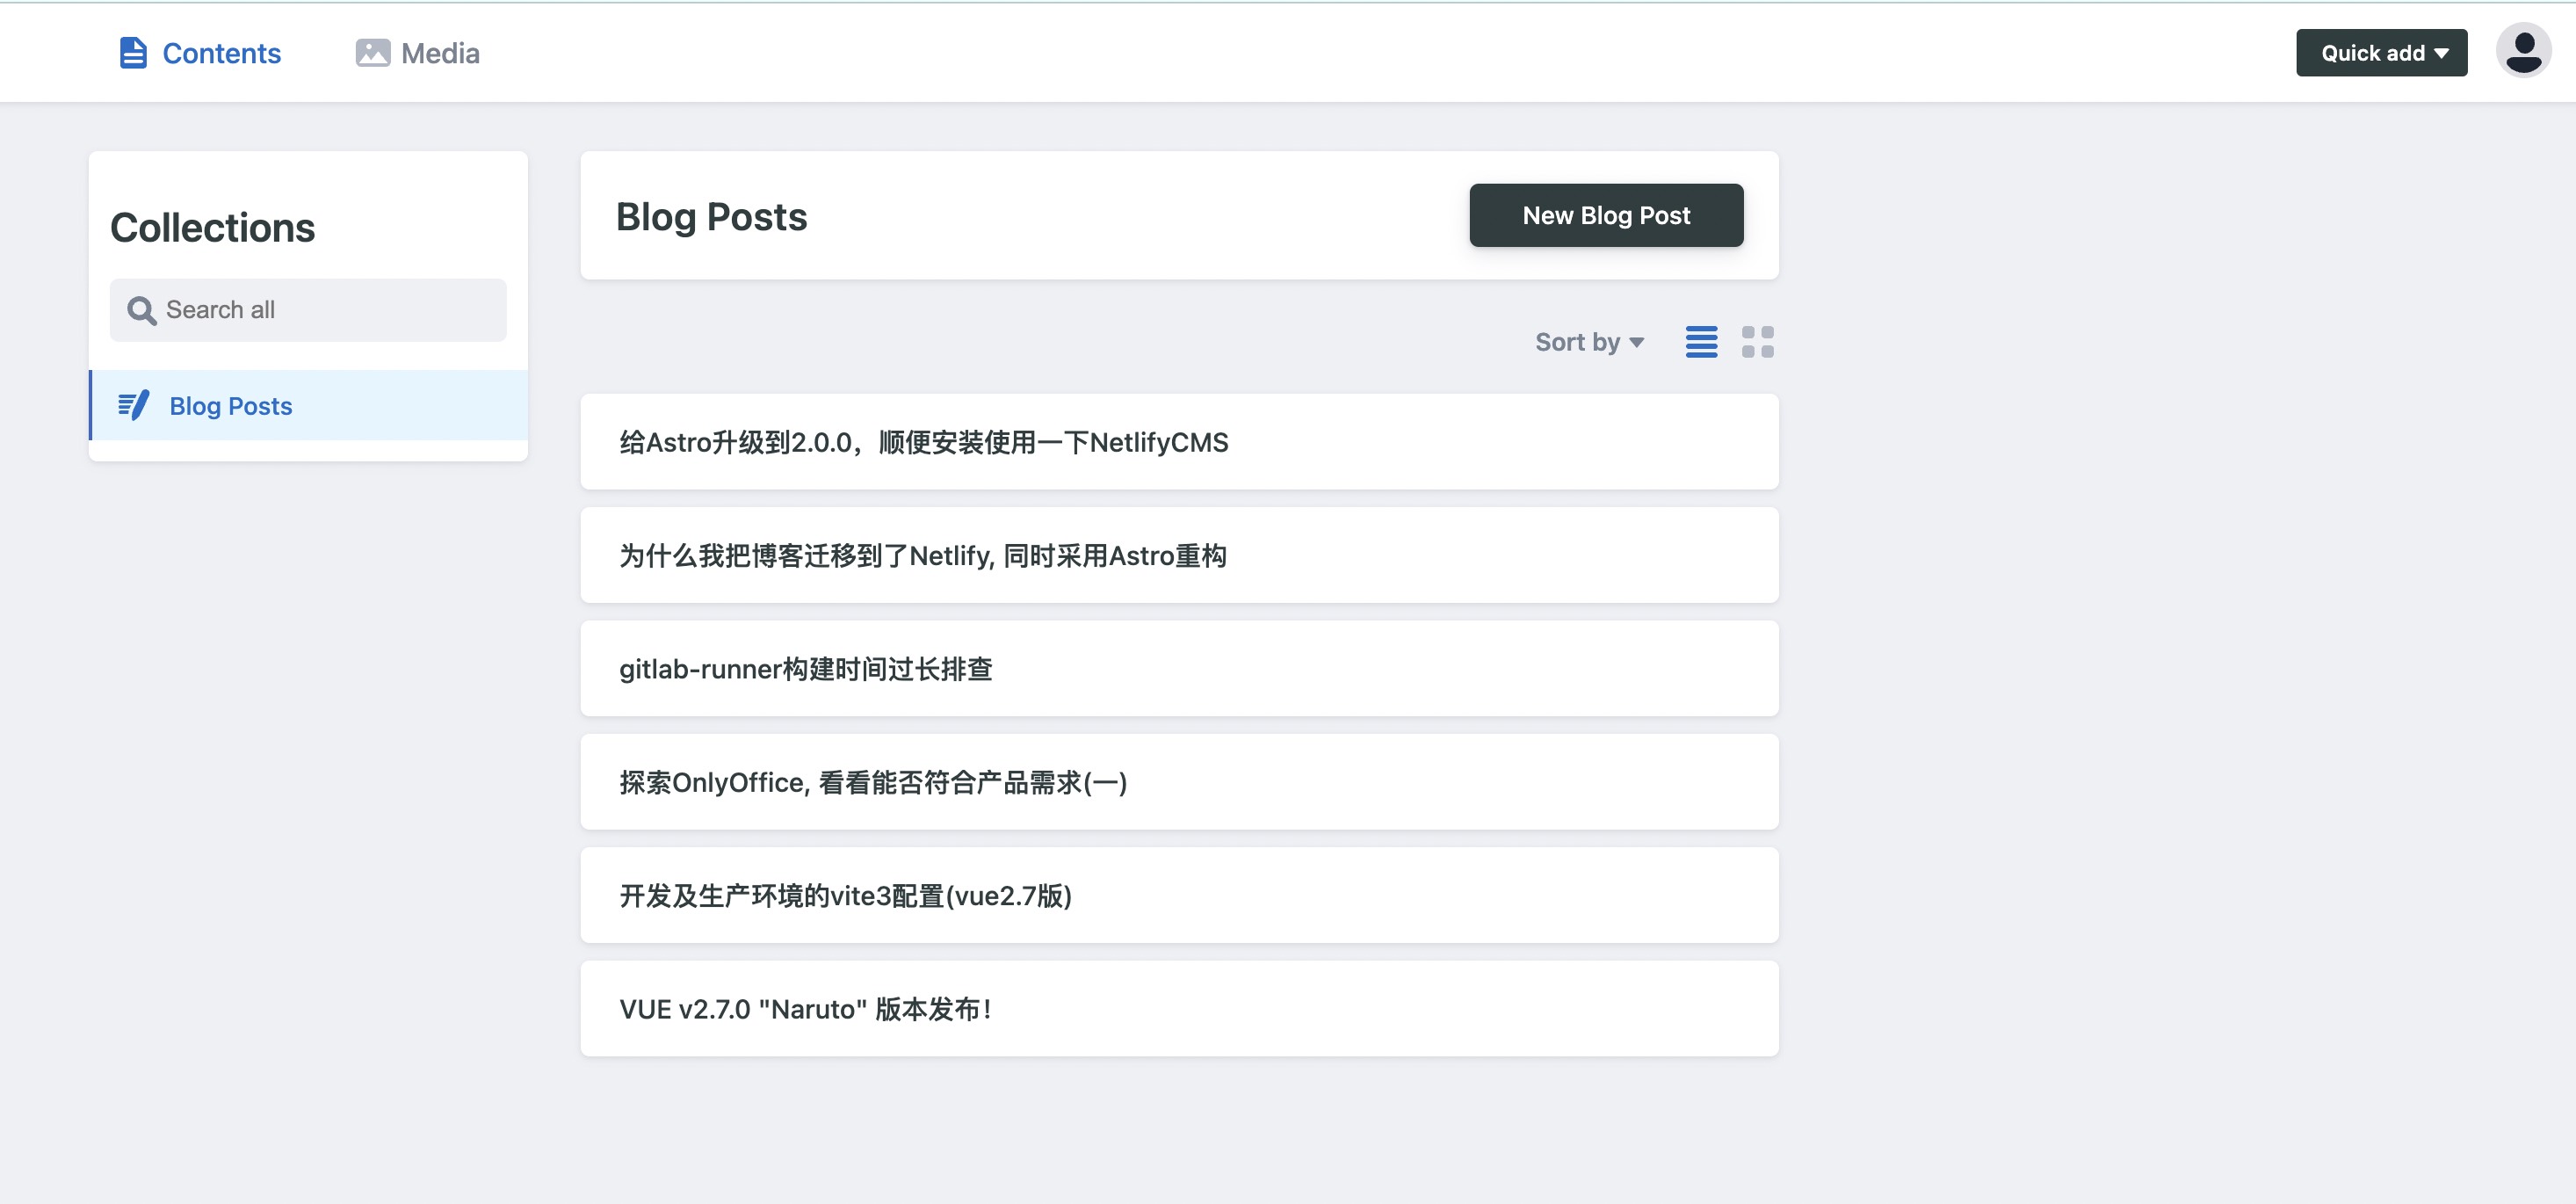 Contents
Media
Quick add
Collections
Search all
Blog Posts
Blog Posts
New Blog Post
Sort by
给Astro升级到2.0.0，顺便安装使用一下NetlifyCMS
为什么我把博客迁移到了Netlify, 同时采用Astro重构
gitlab-runner构建时间过长排查
探索OnlyOffice, 看看能否符合产品需求(一)
开发及生产环境的vite3配置(vue2.7版)
VUE v2.7.0 "Naruto" 版本发布！